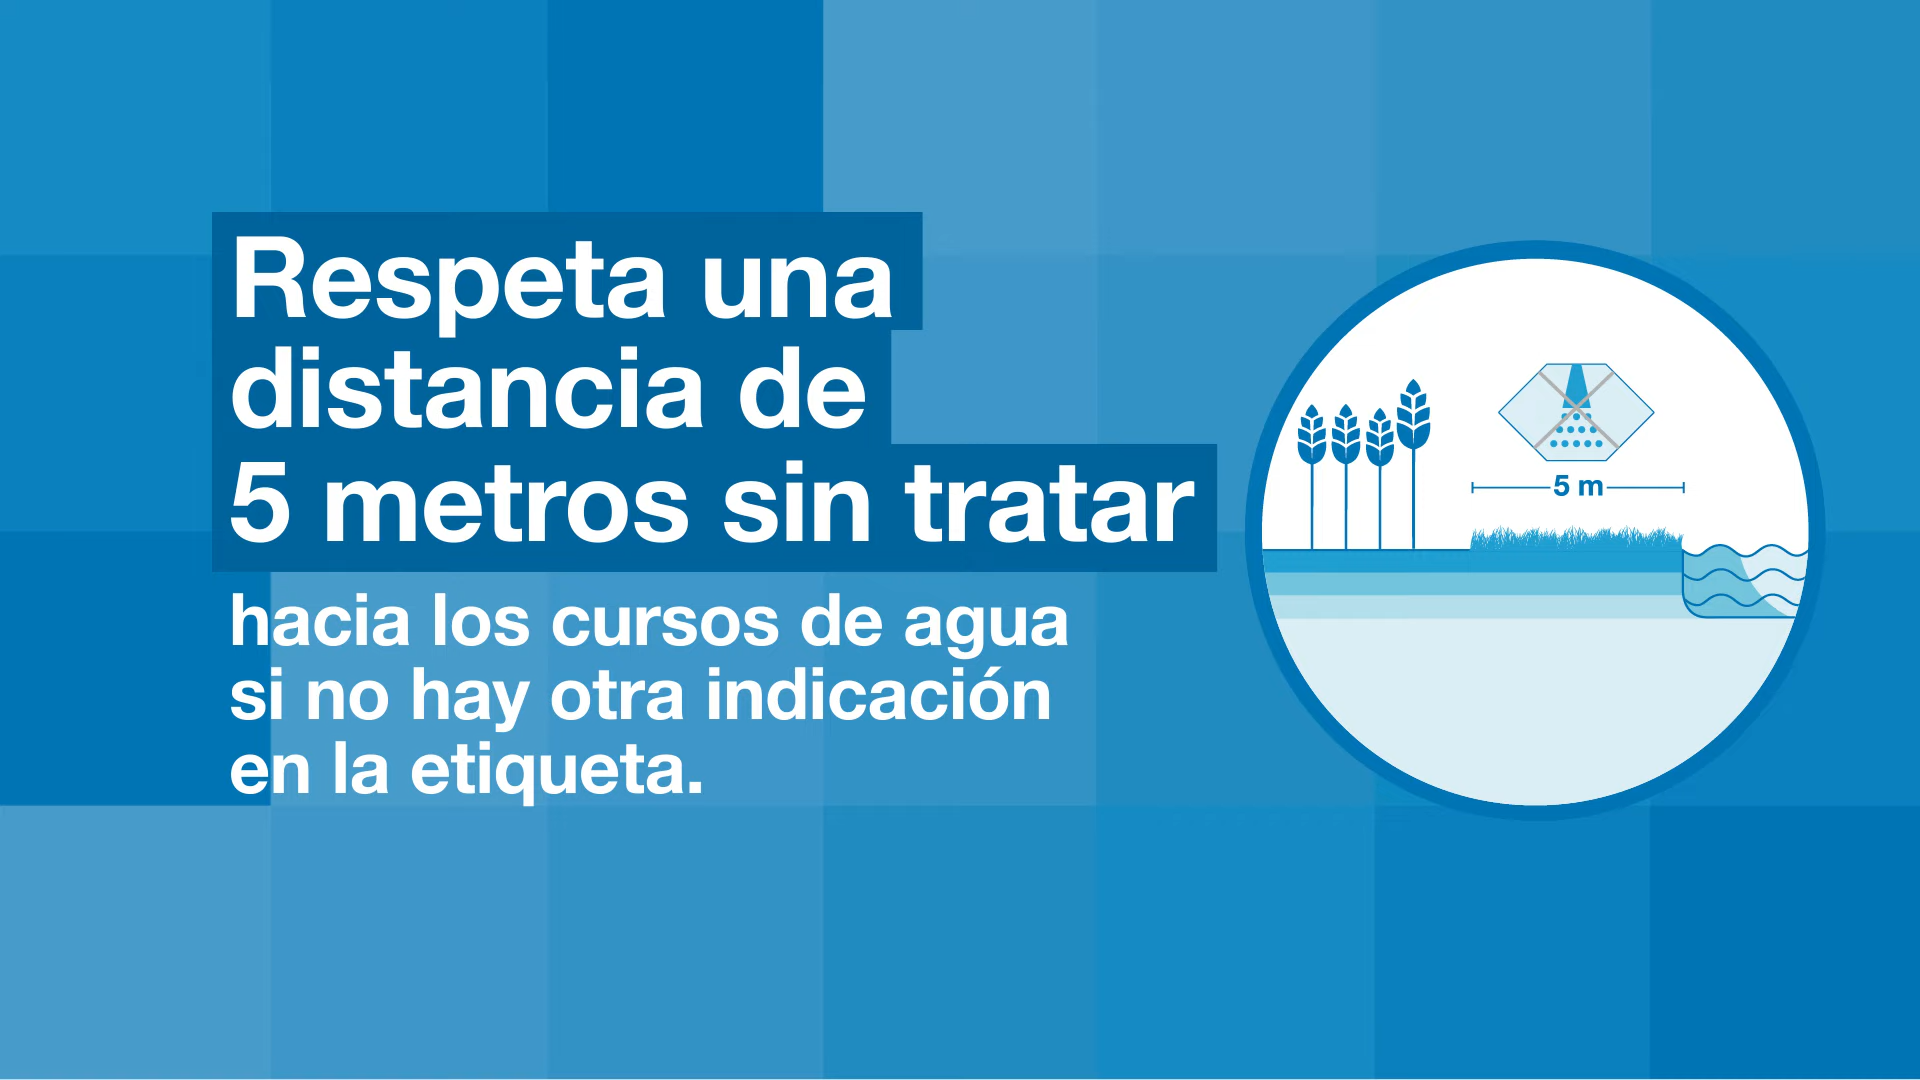 Respeta una
distancia de
5 metros sin tratar
hacia los cursos de agua
si no hay otra indicación
en la etiqueta.
5 m